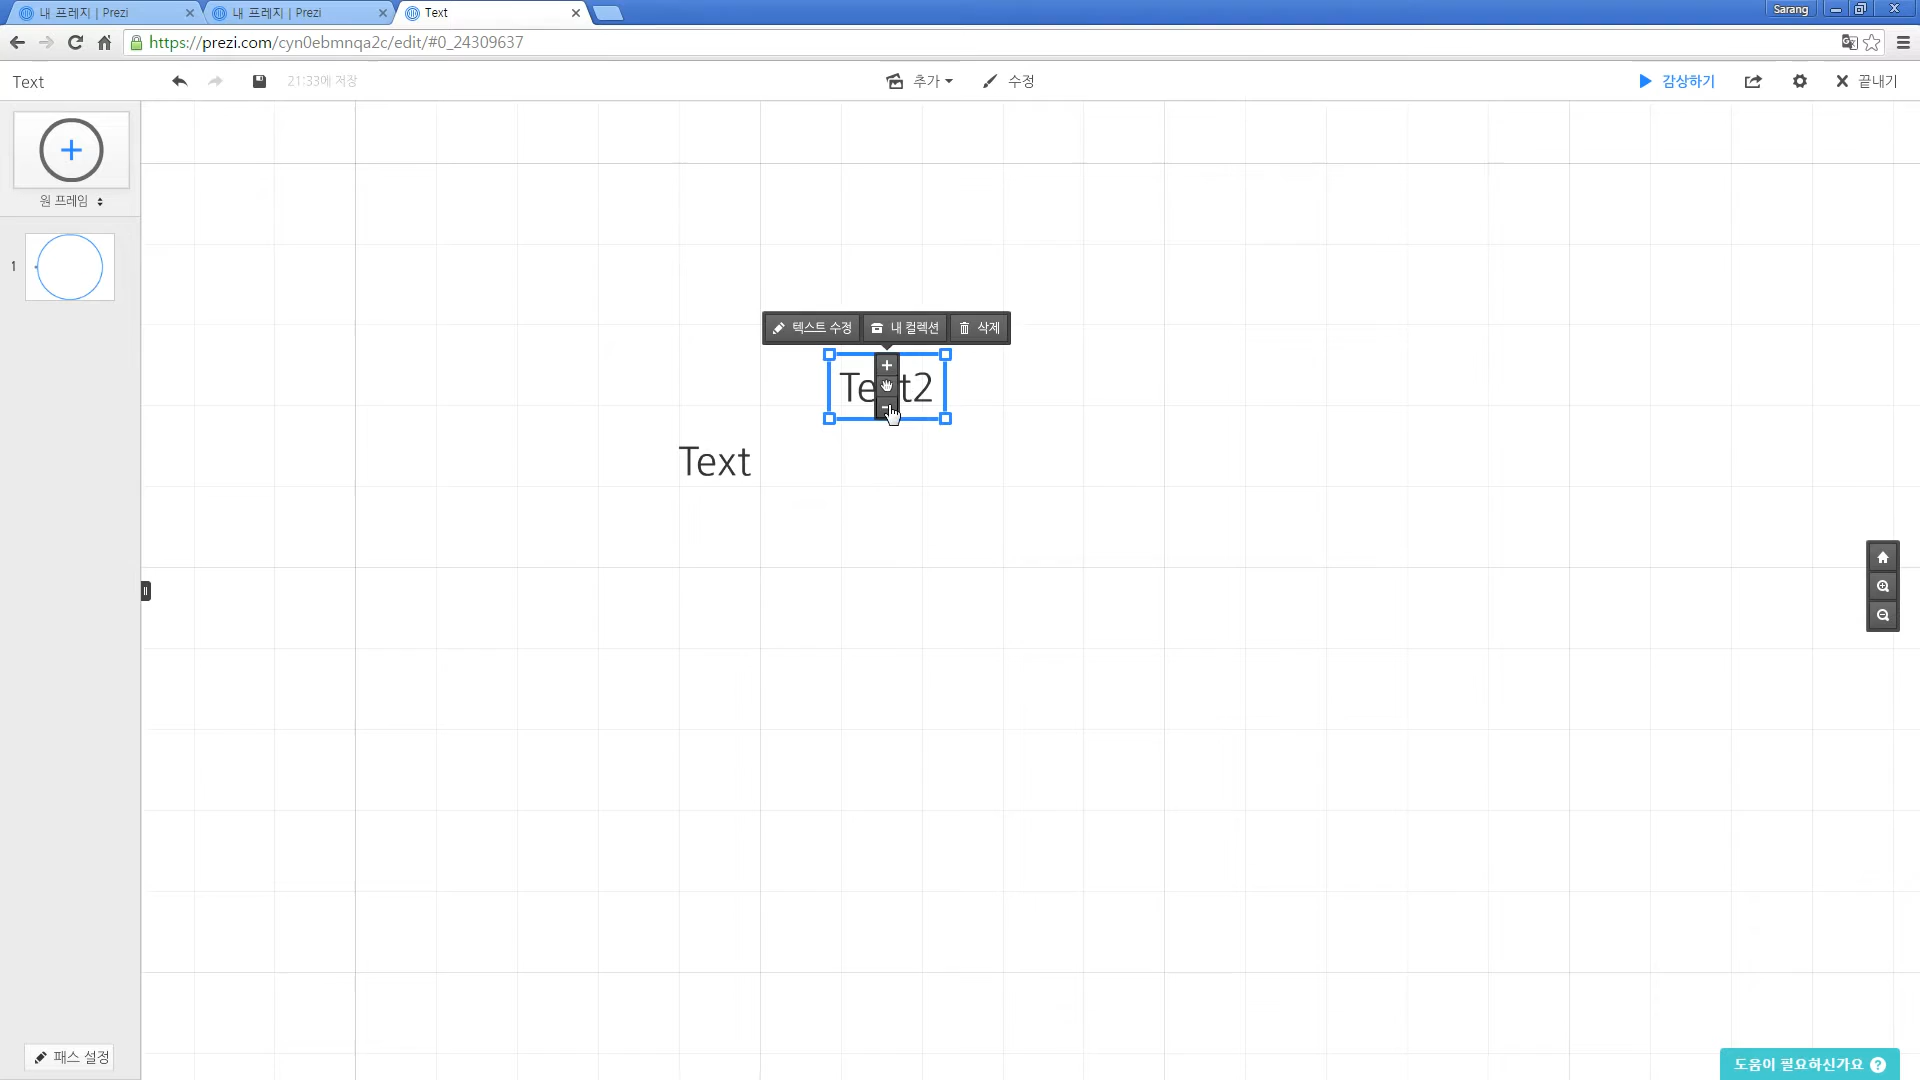 내 프레지 | Prezi
내 프레지 | Prezi
Text
Sarang
https://prezi.com/cyn0ebmnqa2c/edit/#0_24309637
Text
21:33에 저장
추가
수정
감상하기
끝내기
원 프레임
1
텍스트 수정
내 컬렉션
삭제
Text
패스 설정
도움이 필요하신가요 ?